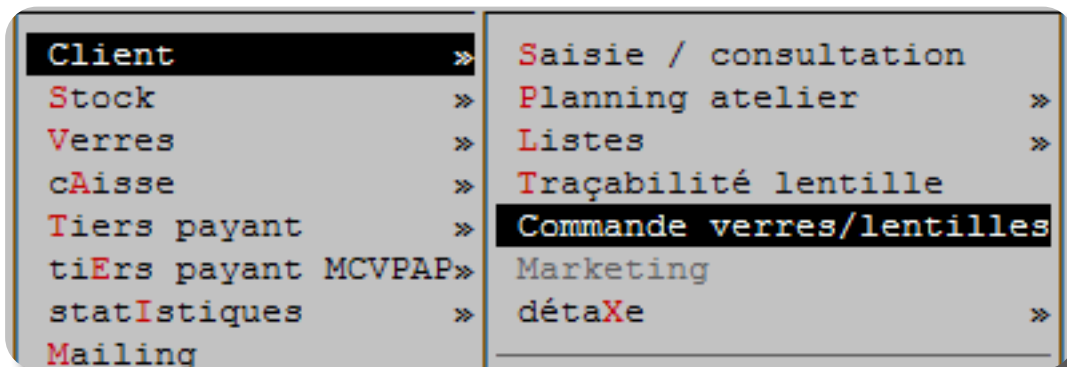 Client »
Stock »
Verres »
cAisse »
Tiers payant »
tiErs payant MCVPAP»
statIstiques »
Mailing
Saisie / consultation
Planning atelier »
Listes »
Traçabilité lentille
Commande verres/lentilles
Marketing
détaXe »